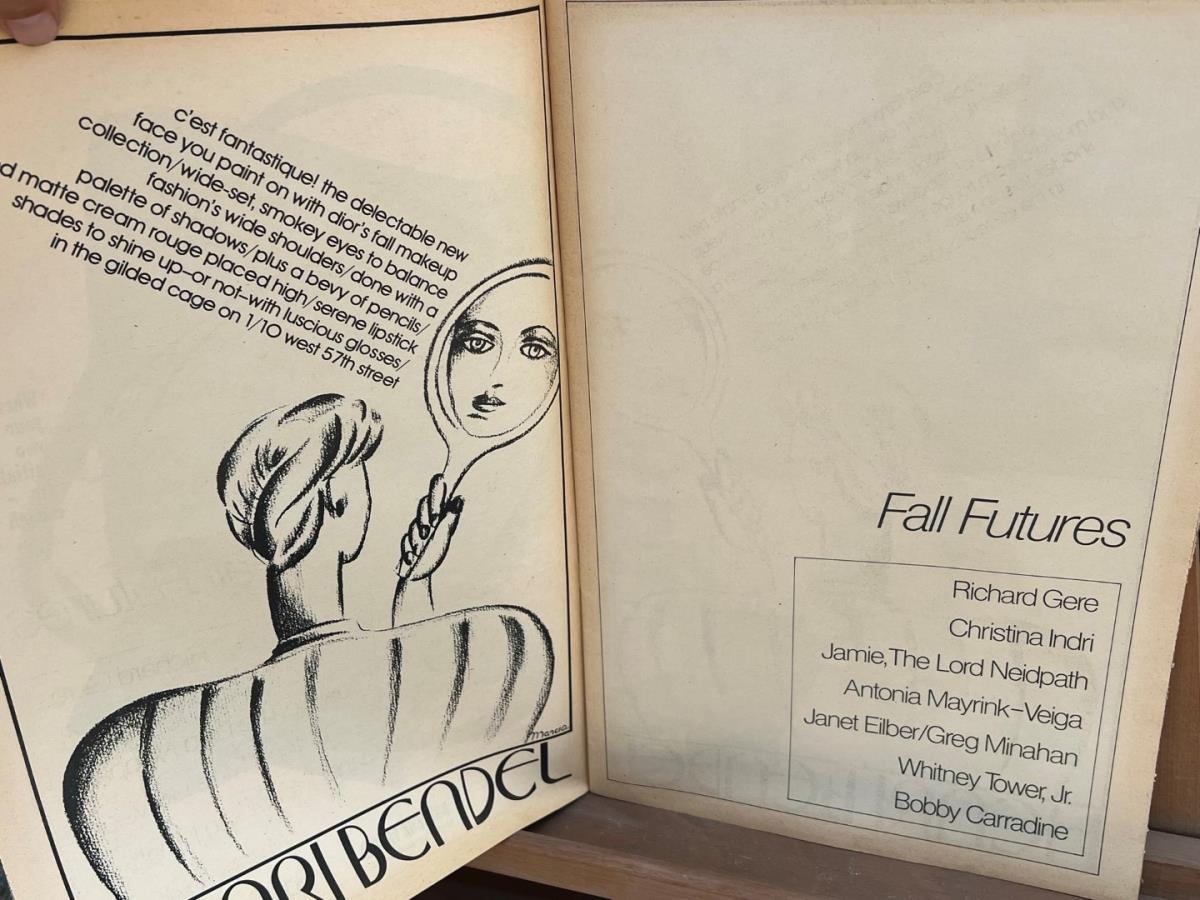 c'est fantastique! the delectable new
face you paint on with dior's fall makeup
collection/wide-set, smokey eyes to balance
fashion's wide shoulders/done with a
palette of shadows/plus a bevy of pencils/
d matte cream rouge placed high/serene lipstick
shades to shine up-or not-with luscious glosses/
in the gilded cage on 1/10 west 57th street
BENDEL
Fall Futures
Richard Gere
Christina Indri
Jamie, The Lord Neidpath
Antonia Mayrink-Veiga
Janet Eilber/Greg Minahan
Whitney Tower, Jr.
Bobby Carradine